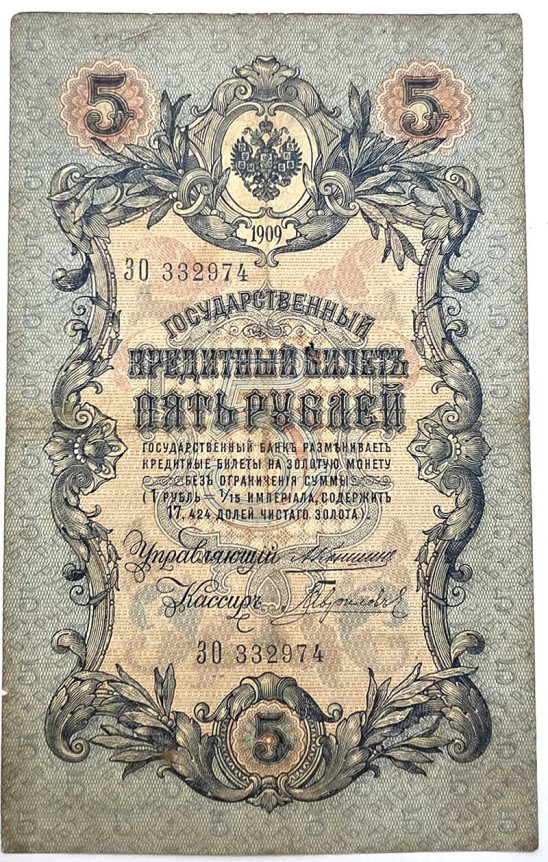 5 5
1909
ЗО 332974
ГОСУДАРСТВЕННЫЙ
КРЕДИТНЫЙ БИЛЕТЪ
ПЯТЬ РУБЛЕЙ
ГОСУДАРСТВЕННЫЙ БАНКЪ РАЗМѢНИВАЕТЪ
КРЕДИТНЫЕ БИЛЕТЫ НА ЗОЛОТУЮ МОНЕТУ
БЕЗЪ ОГРАНИЧЕНІЯ СУММЫ
(1 РУБЛЬ = 1/15 ИМПЕРІАЛА, СОДЕРЖИТЪ
17,424 ДОЛЕЙ ЧИСТАГО ЗОЛОТА).
Управляющій
Кассиръ
ЗО 332974
5